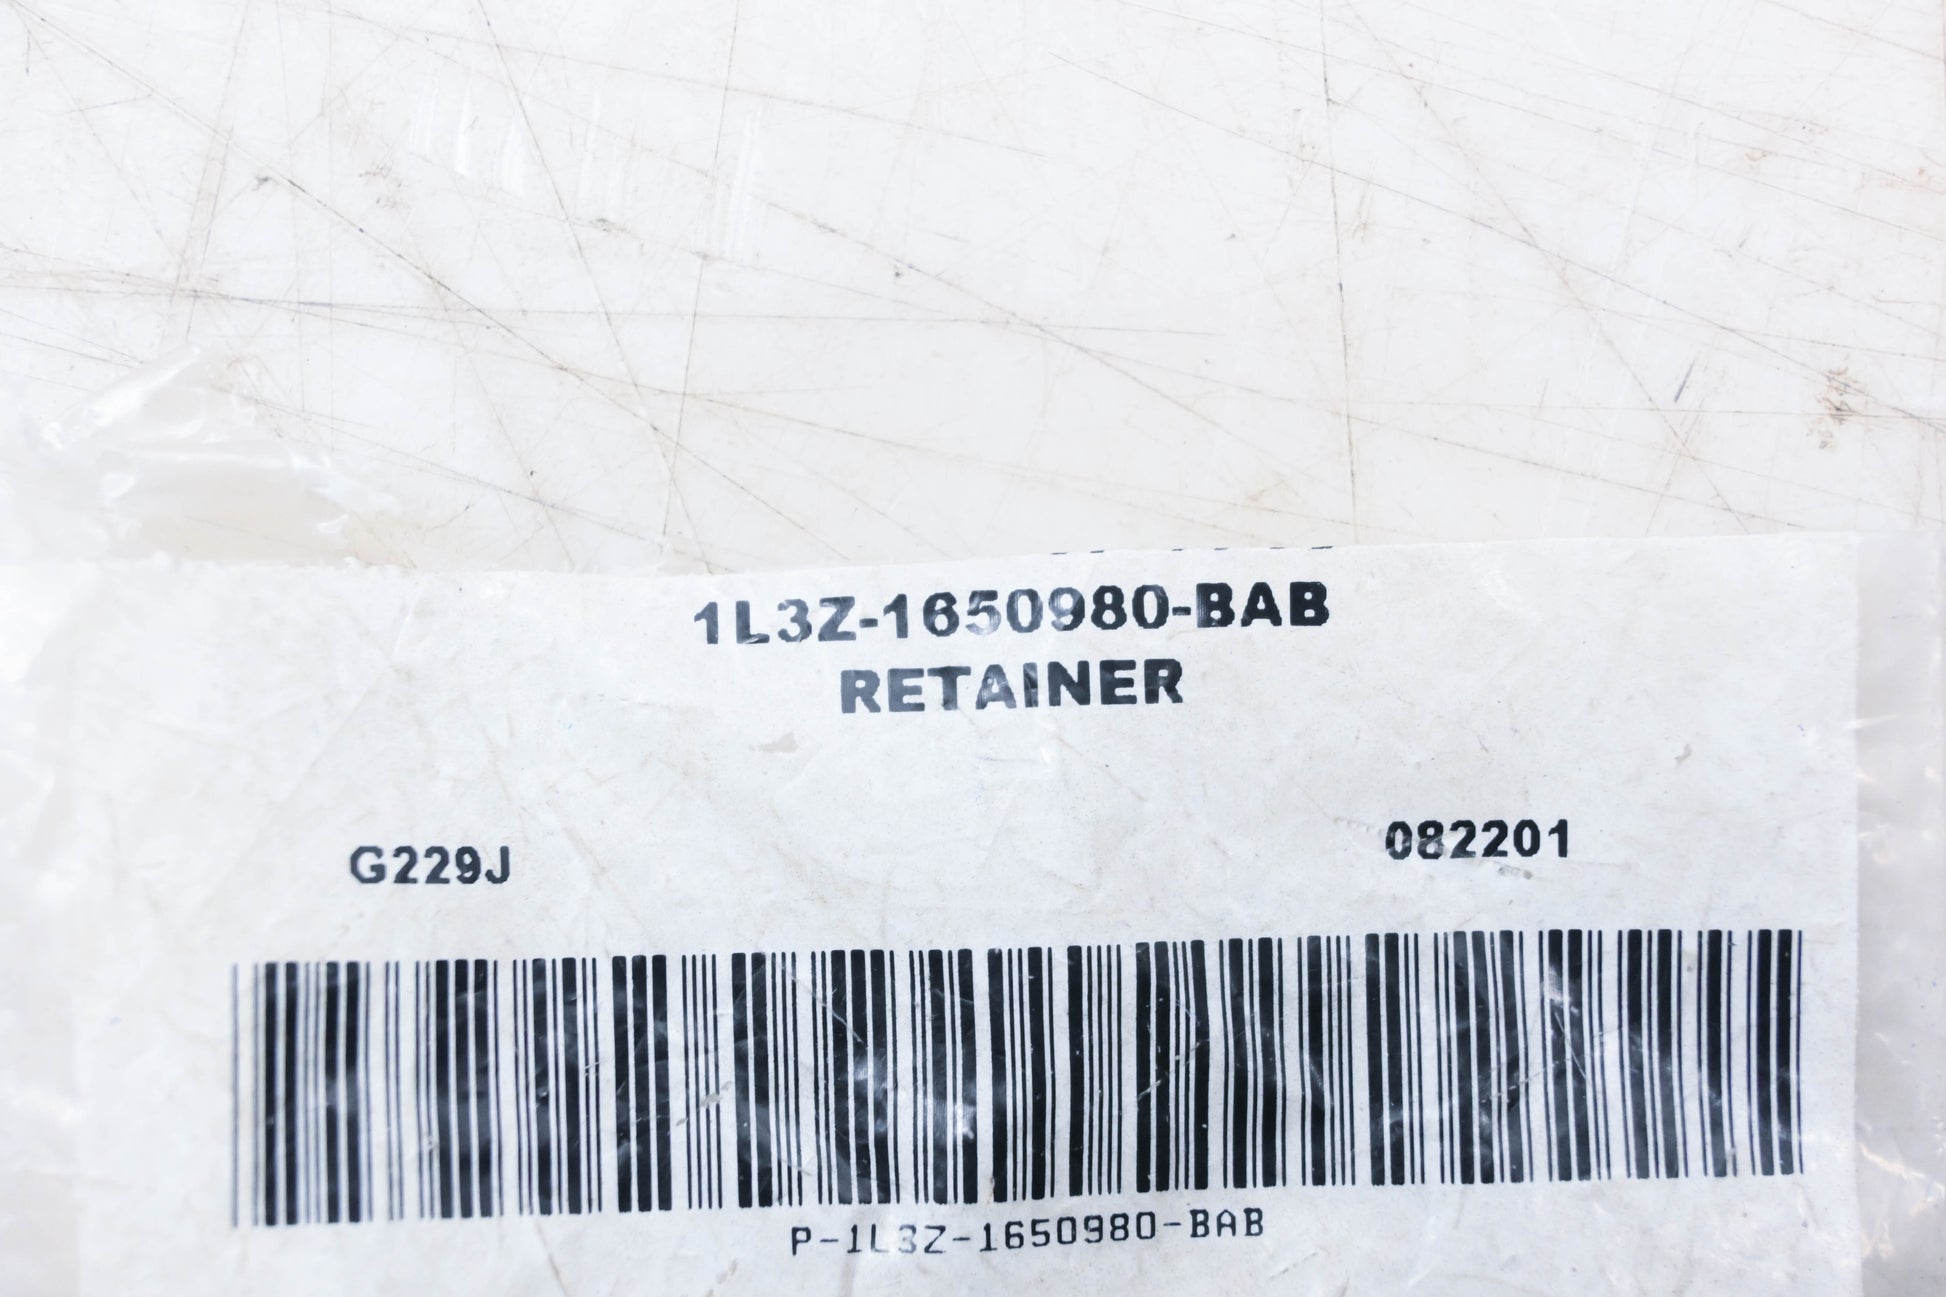 1L3Z-1650980-BAB
RETAINER
G229J 082201
P-1L3Z-1650980-BAB